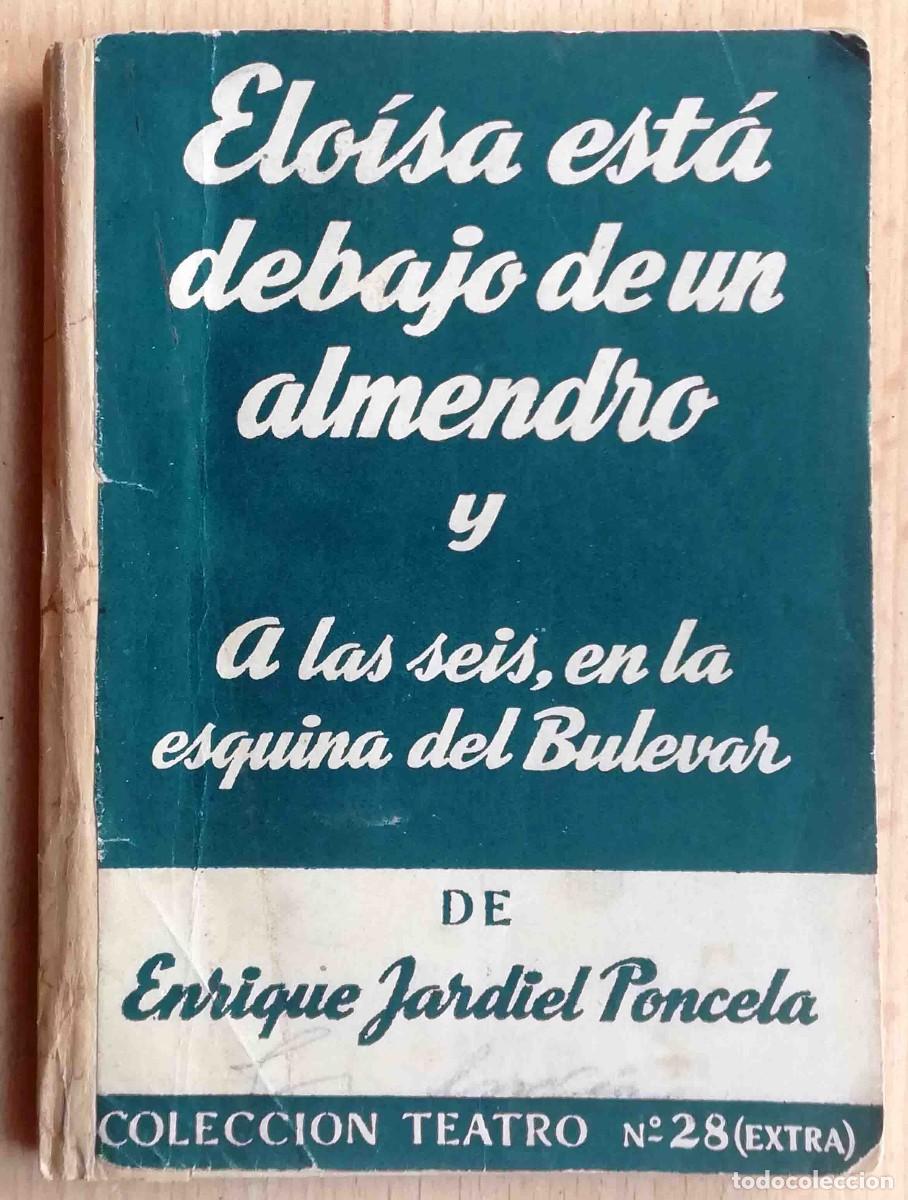 Eloísa está
debajo de un
almendro
y
A las seis, en la
esquina del Bulevar
DE
Enrique Jardiel Poncela
COLECCION TEATRO Nº 28 (EXTRA)
todocoleccion